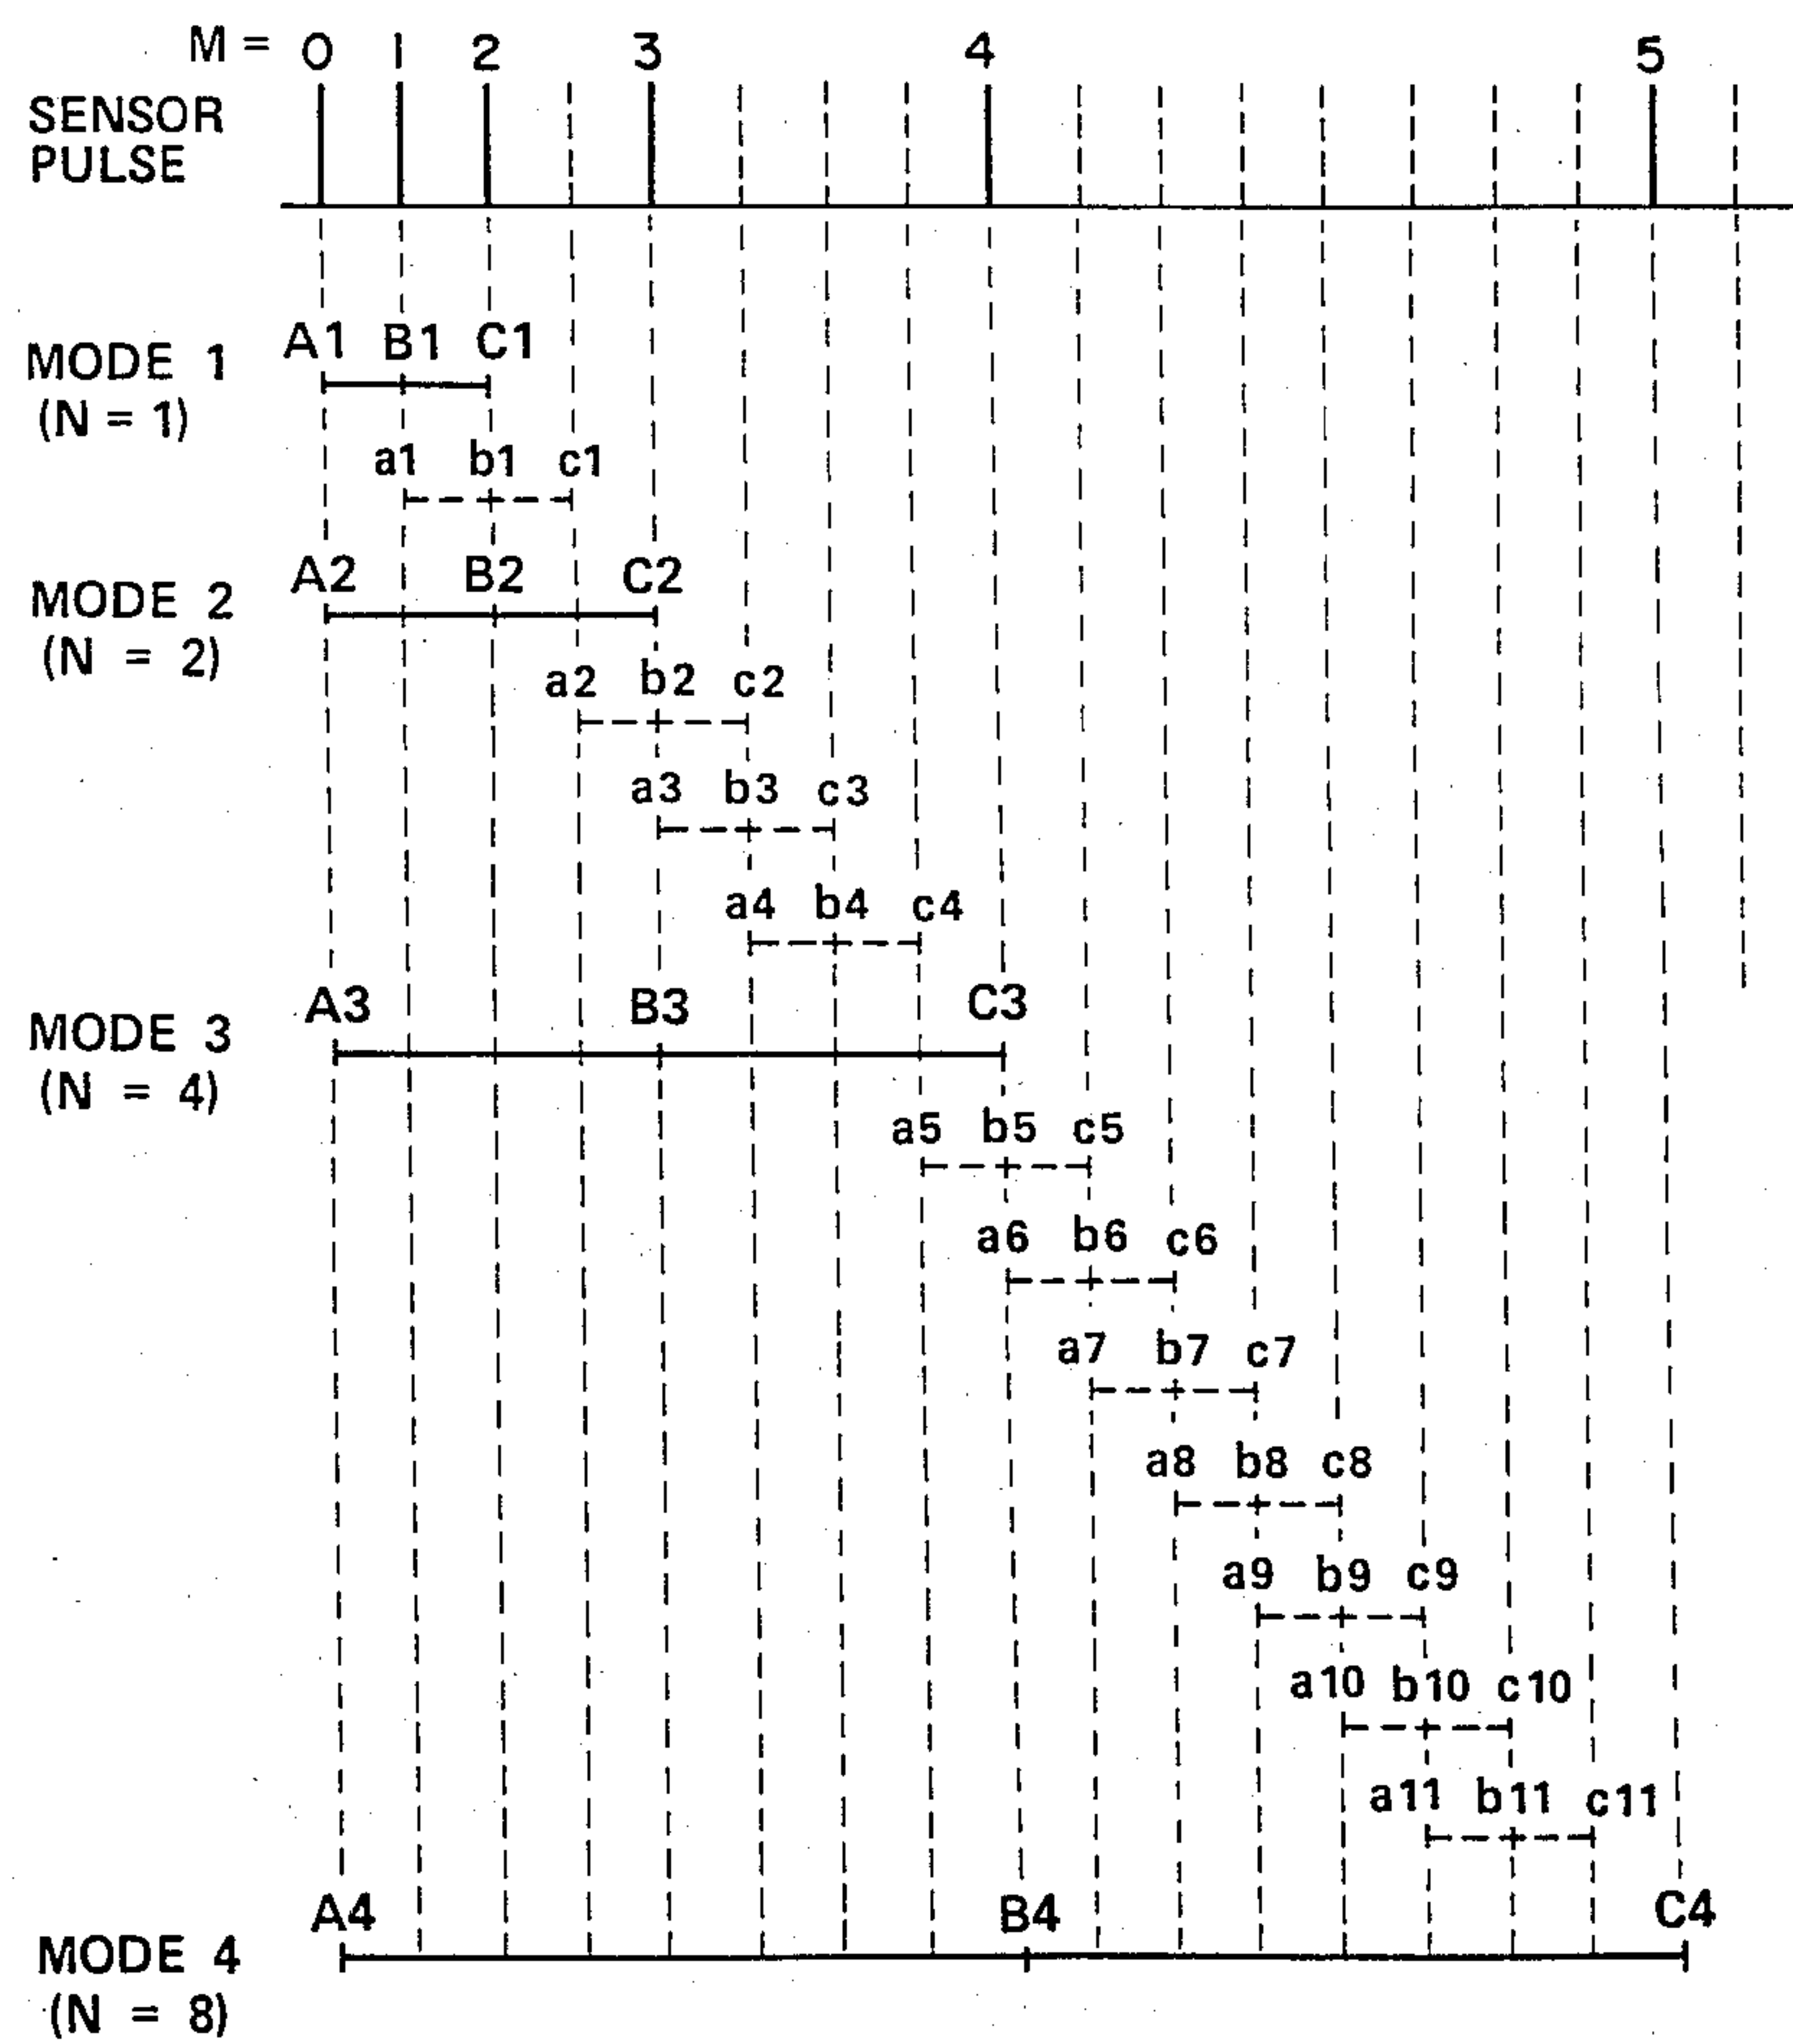 M = 0 1 2 3 4 5
SENSOR
PULSE
A1 B1 C1
MODE 1
(N = 1)
a1 b1 c1
A2 B2 C2
MODE 2
(N = 2)
a2 b2 c2
a3 b3 c3
a4 b4 c4
A3 B3 C3
MODE 3
(N = 4)
a5 b5 c5
a6 b6 c6
a7 b7 c7
a8 b8 c8
a9 b9 c9
a10 b10 c10
a11 b11 c11
A4 B4 C4
MODE 4
(N = 8)